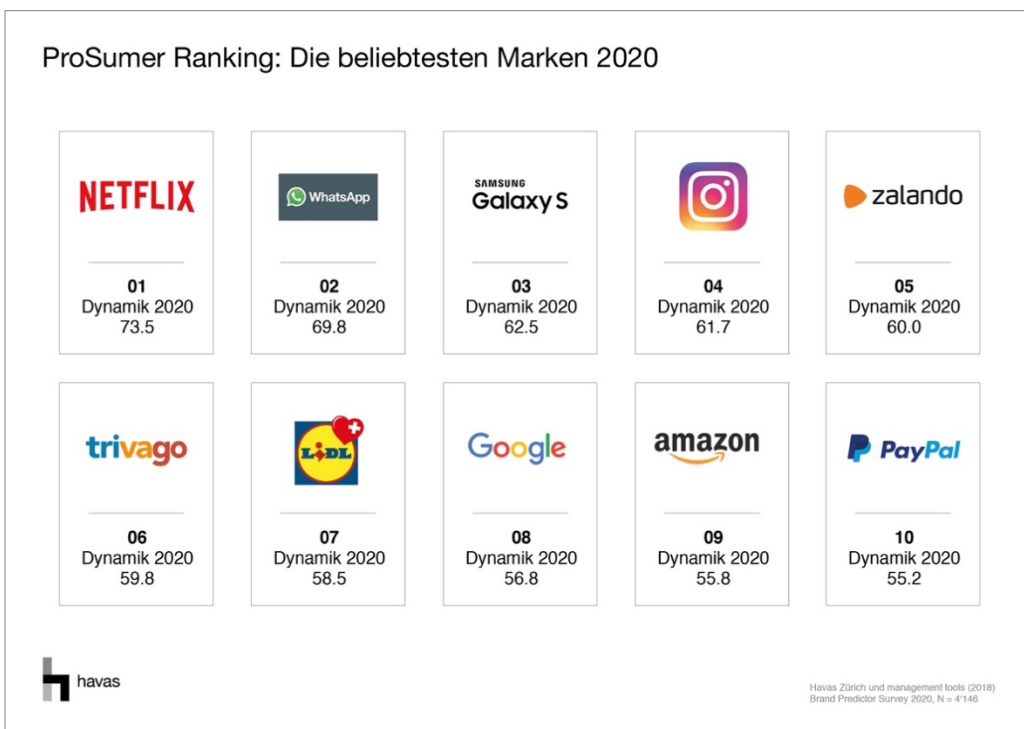 ProSumer Ranking: Die beliebtesten Marken 2020
NETFLIX
01
Dynamik 2020
73.5
WhatsApp
02
Dynamik 2020
69.8
SAMSUNG
Galaxy S
03
Dynamik 2020
62.5
04
Dynamik 2020
61.7
zalando
05
Dynamik 2020
60.0
trivago
06
Dynamik 2020
59.8
LiDL
07
Dynamik 2020
58.5
Google
08
Dynamik 2020
56.8
amazon
09
Dynamik 2020
55.8
PayPal
10
Dynamik 2020
55.2
havas
Havas Zürich und management tools (2018)
Brand Predictor Survey 2020, N = 4'146